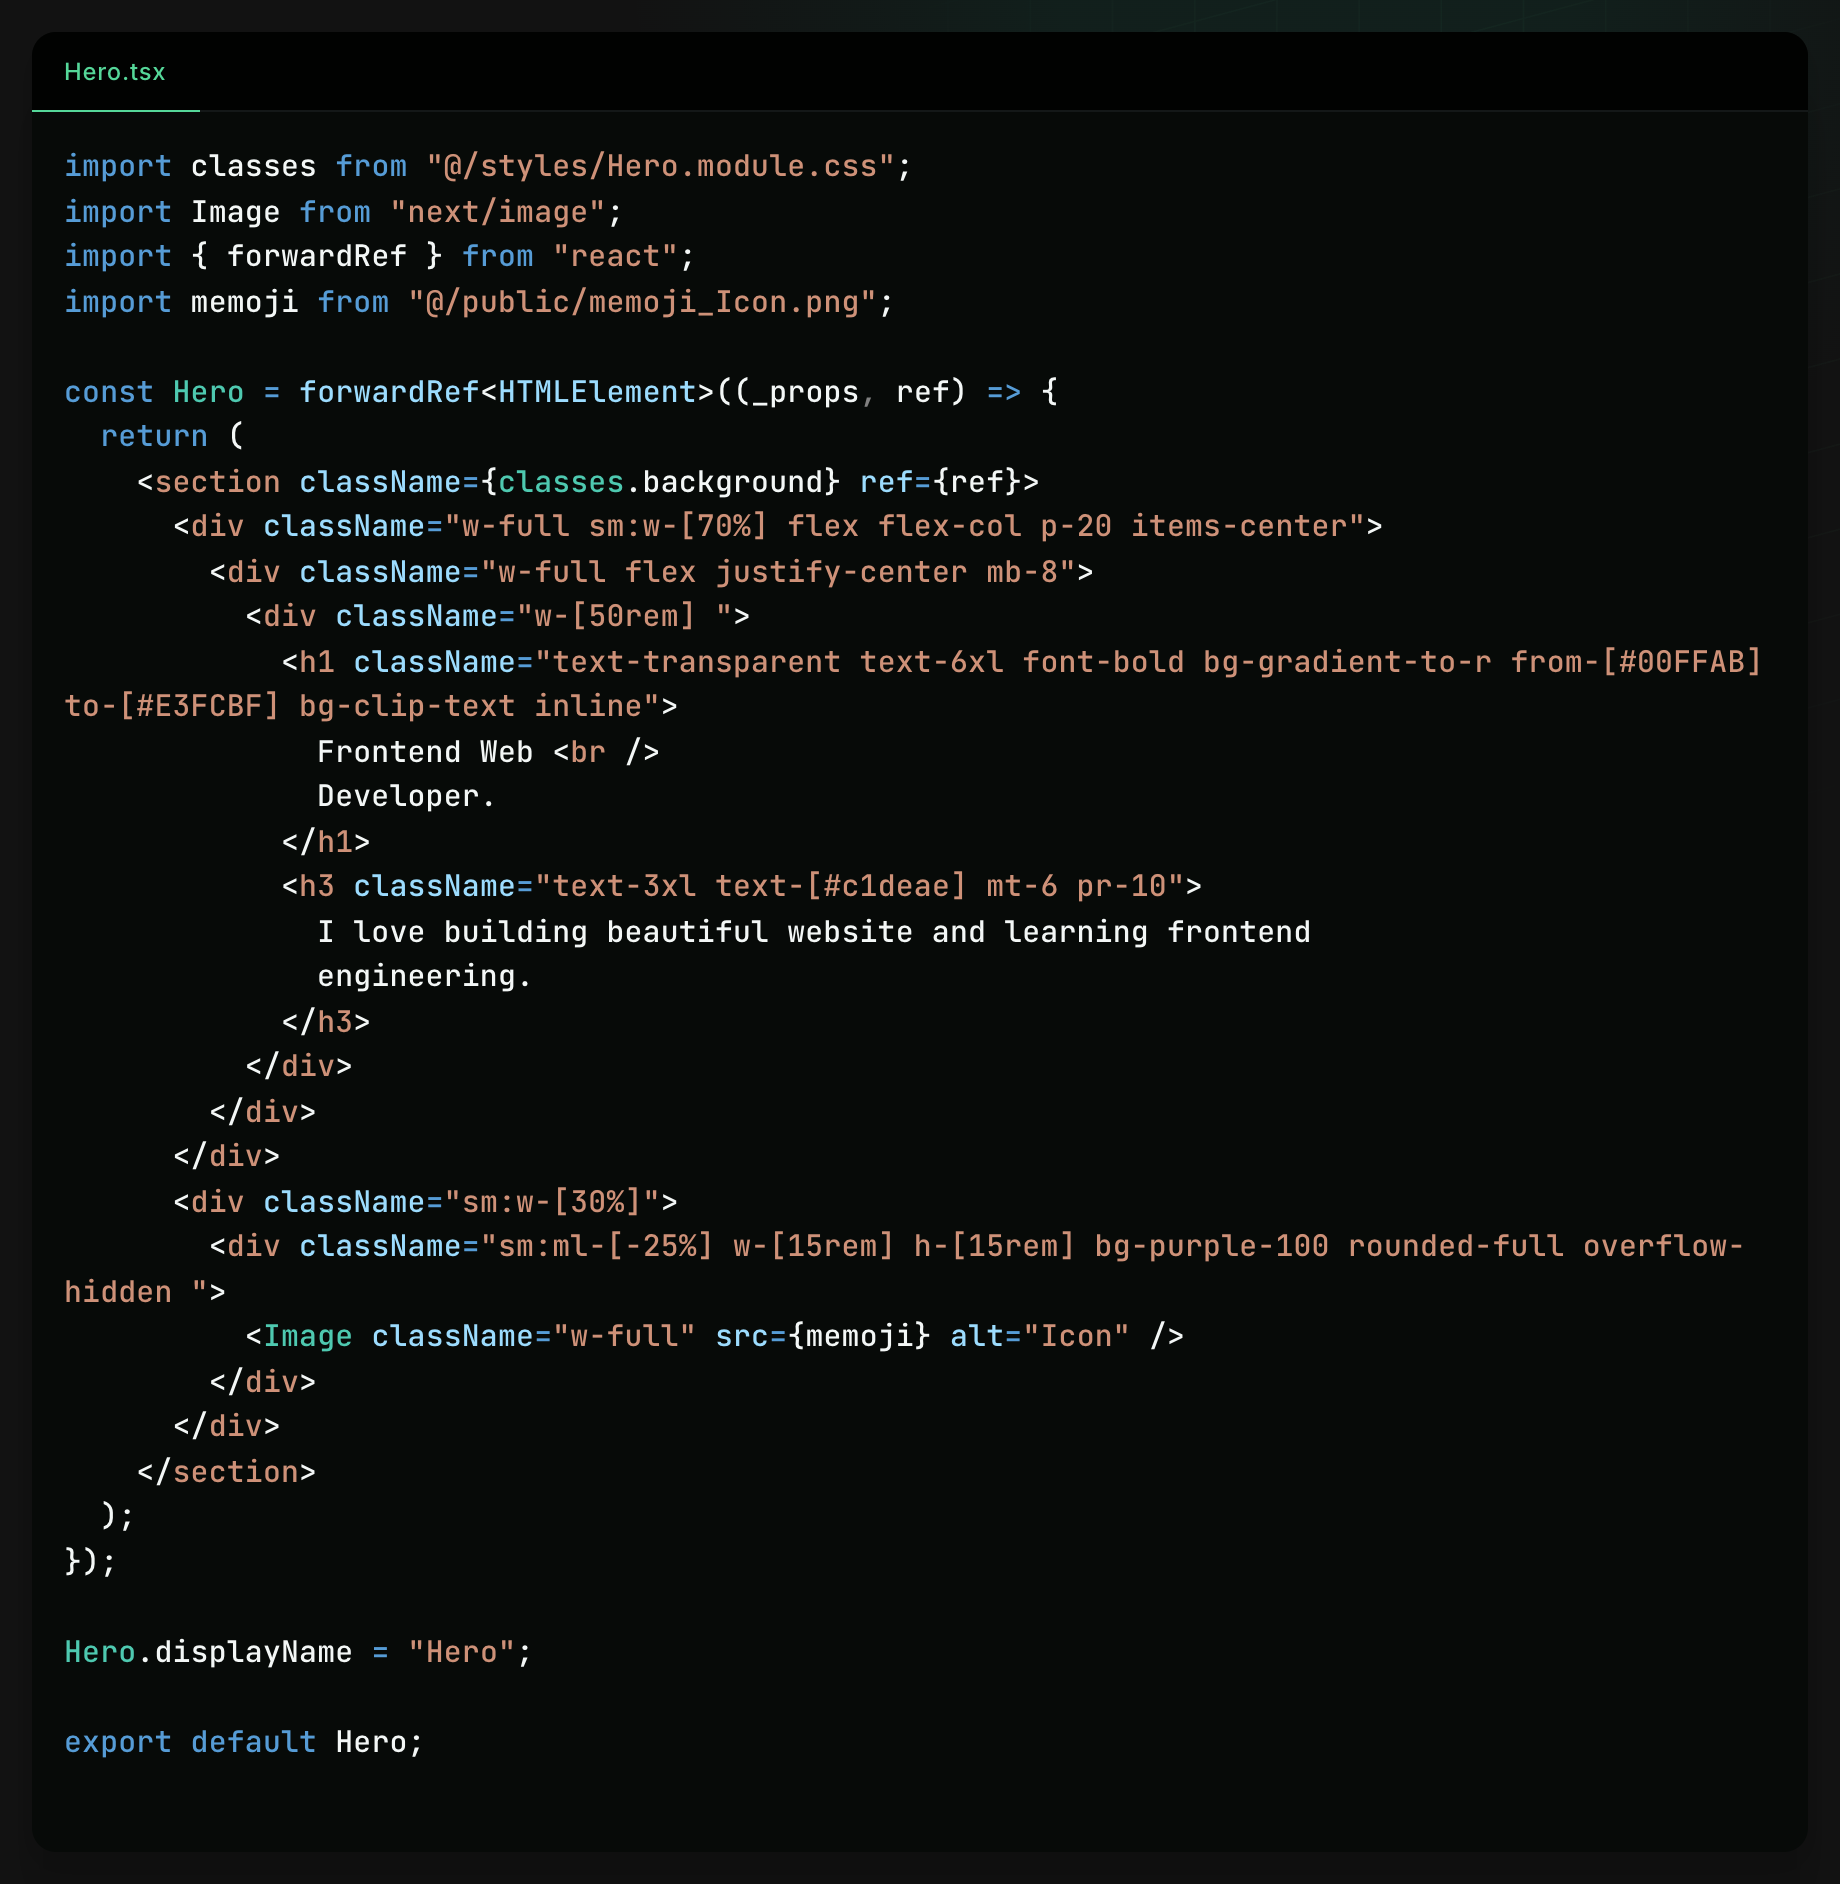 Hero.tsx
import classes from "@/styles/Hero.module.css";
import Image from "next/image";
import { forwardRef } from "react";
import memoji from "@/public/memoji_Icon.png";

const Hero = forwardRef<HTMLElement>((_props, ref) => {
  return (
    <section className={classes.background} ref={ref}>
      <div className="w-full sm:w-[70%] flex flex-col p-20 items-center">
        <div className="w-full flex justify-center mb-8">
          <div className="w-[50rem] ">
            <h1 className="text-transparent text-6xl font-bold bg-gradient-to-r from-[#00FFAB]
to-[#E3FCBF] bg-clip-text inline">
              Frontend Web <br />
              Developer.
            </h1>
            <h3 className="text-3xl text-[#c1deae] mt-6 pr-10">
              I love building beautiful website and learning frontend
              engineering.
            </h3>
          </div>
        </div>
      </div>
      <div className="sm:w-[30%]">
        <div className="sm:ml-[-25%] w-[15rem] h-[15rem] bg-purple-100 rounded-full overflow-
hidden ">
          <Image className="w-full" src={memoji} alt="Icon" />
        </div>
      </div>
    </section>
  );
});

Hero.displayName = "Hero";

export default Hero;